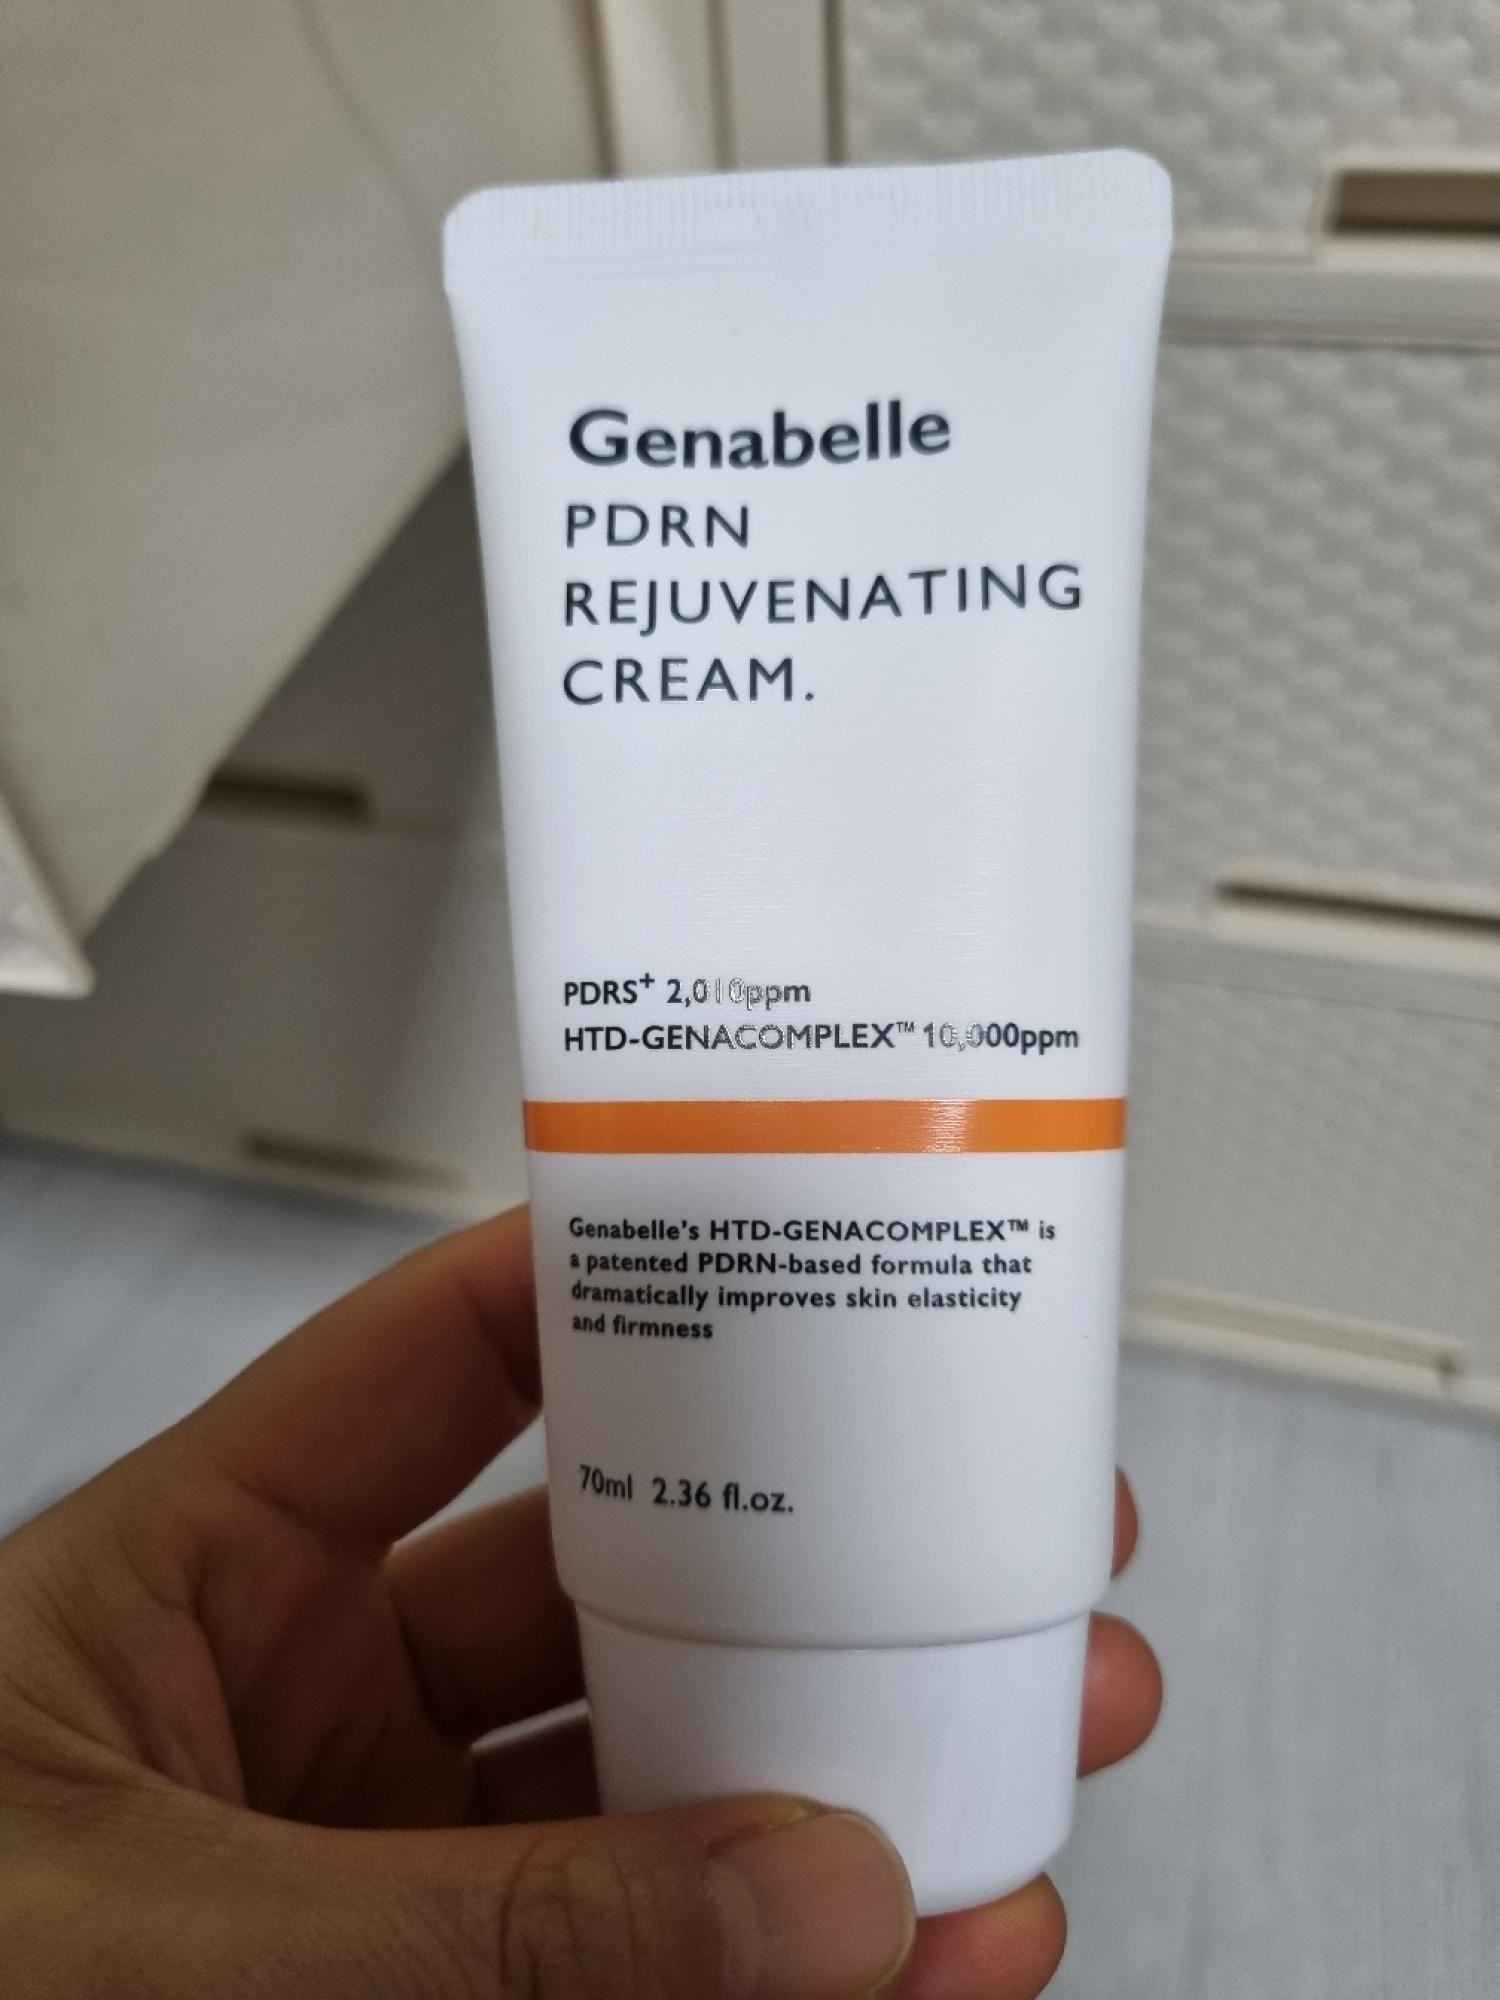 Genabelle
PDRN
REJUVENATING
CREAM.
PDRS⁺ 2,010ppm
HTD-GENACOMPLEX™ 10,000ppm
Genabelle's HTD-GENACOMPLEX™ is
a patented PDRN-based formula that
dramatically improves skin elasticity
and firmness
70ml 2.36 fl.oz.